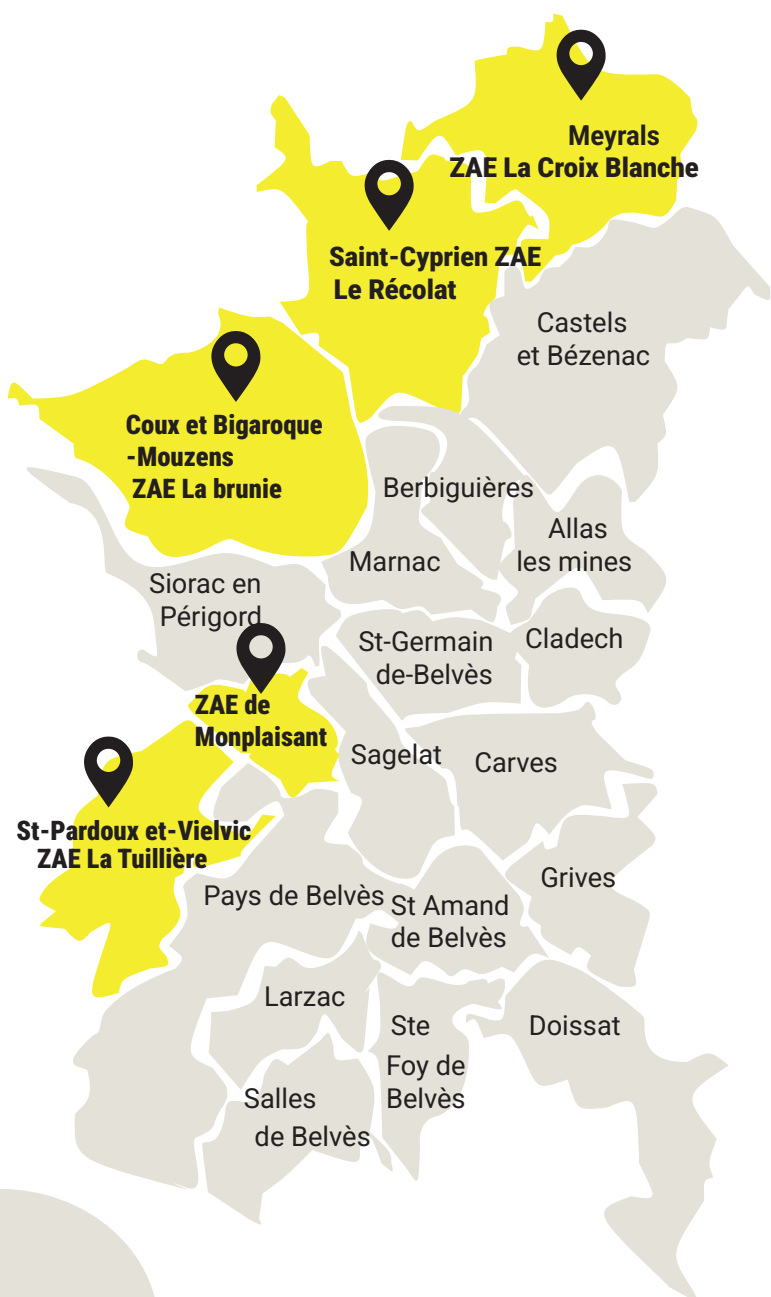 Meyrals
ZAE La Croix Blanche
Saint-Cyprien ZAE
Le Récolat
Castels
et Bézenac
Coux et Bigaroque
-Mouzens
ZAE La brunie
Berbiguières
Allas
les mines
Marnac
Siorac en
Périgord
St-Germain
de-Belvès
Cladech
ZAE de
Monplaisant
Sagelat
Carves
St-Pardoux et-Vielvic
ZAE La Tuillière
Pays de Belvès
St Amand
de Belvès
Grives
Larzac
Ste
Foy de
Belvès
Doissat
Salles
de Belvès